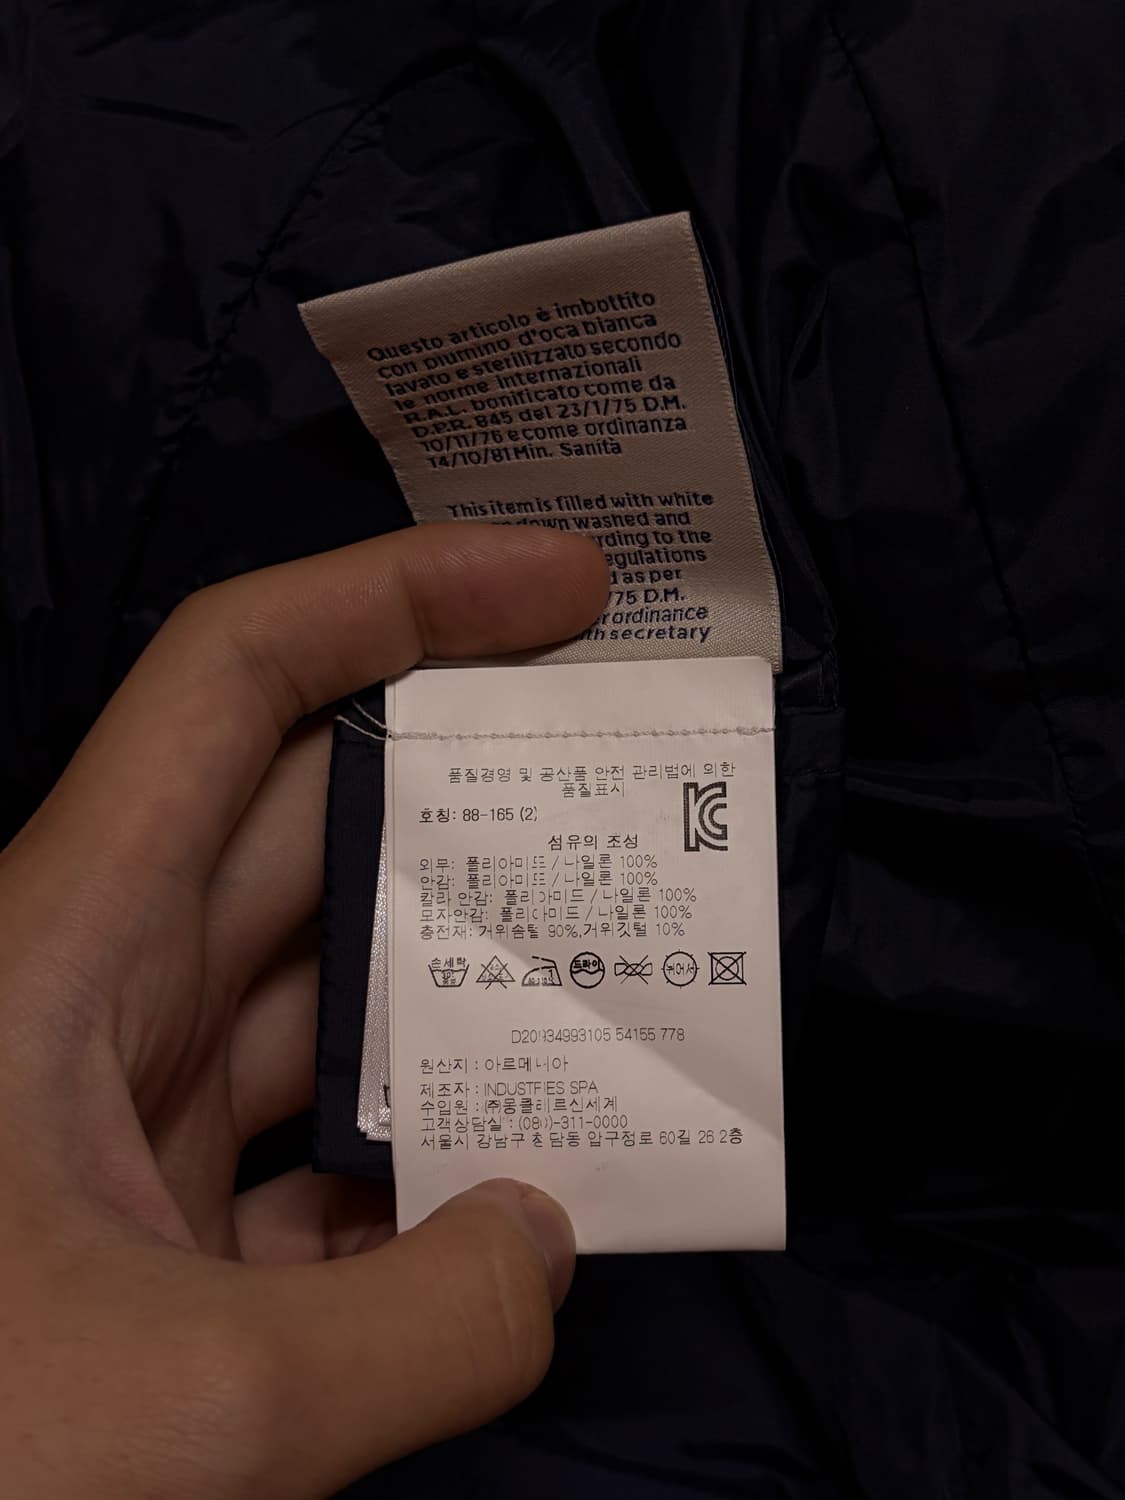 Questo articolo è imbottito
con piumino d'oca bianca
lavato e sterilizzato secondo
le norme internazionali
R.A.L. bonificato come da
D.P.R. 845 del 23/1/75 D.M.
10/11/76 e come ordinanza
14/10/81 Min. Sanità
This item is filled with white
down washed and
rding to the
egulations
d as per
/75 D.M.
er ordinance
th secretary
품질경영 및 공산품 안전 관리법에 의한
품질표시
호칭: 88-165 (2)
섬유의 조성
외무: 폴리아미드 / 나일론 100%
안감: 폴리아미드 / 나일론 100%
칼라 안감: 폴리아미드 / 나일론 100%
모자안감: 폴리아미드 / 나일론 100%
충전재: 거위솜털 90%,거위깃털 10%
손세탁 드라이 뉘어서
D20934993105 54155 778
원산지 : 아르메니아
제조자 : INDUSTRIES SPA
수입원 : (주)몽클레르신세계
고객상담실 : (080)-311-0000
서울시 강남구 청담동 압구정로 60길 26 2층